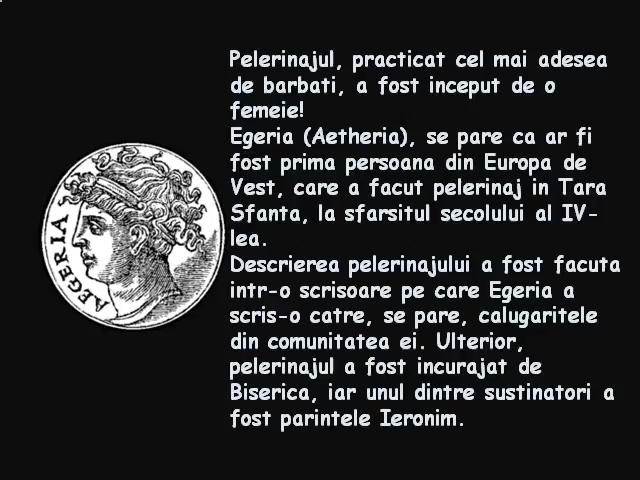 Pelerinajul, practicat cel mai adesea
de barbati, a fost inceput de o
femeie!
Egeria (Aetheria), se pare ca ar fi
fost prima persoana din Europa de
Vest, care a facut pelerinaj in Tara
Sfanta, la sfarsitul secolului al IV-
lea.
Descrierea pelerinajului a fost facuta
intr-o scrisoare pe care Egeria a
scris-o catre, se pare, calugaritele
din comunitatea ei. Ulterior,
pelerinajul a fost incurajat de
Biserica, iar unul dintre sustinatori a
fost parintele Ieronim.
AEGERIA